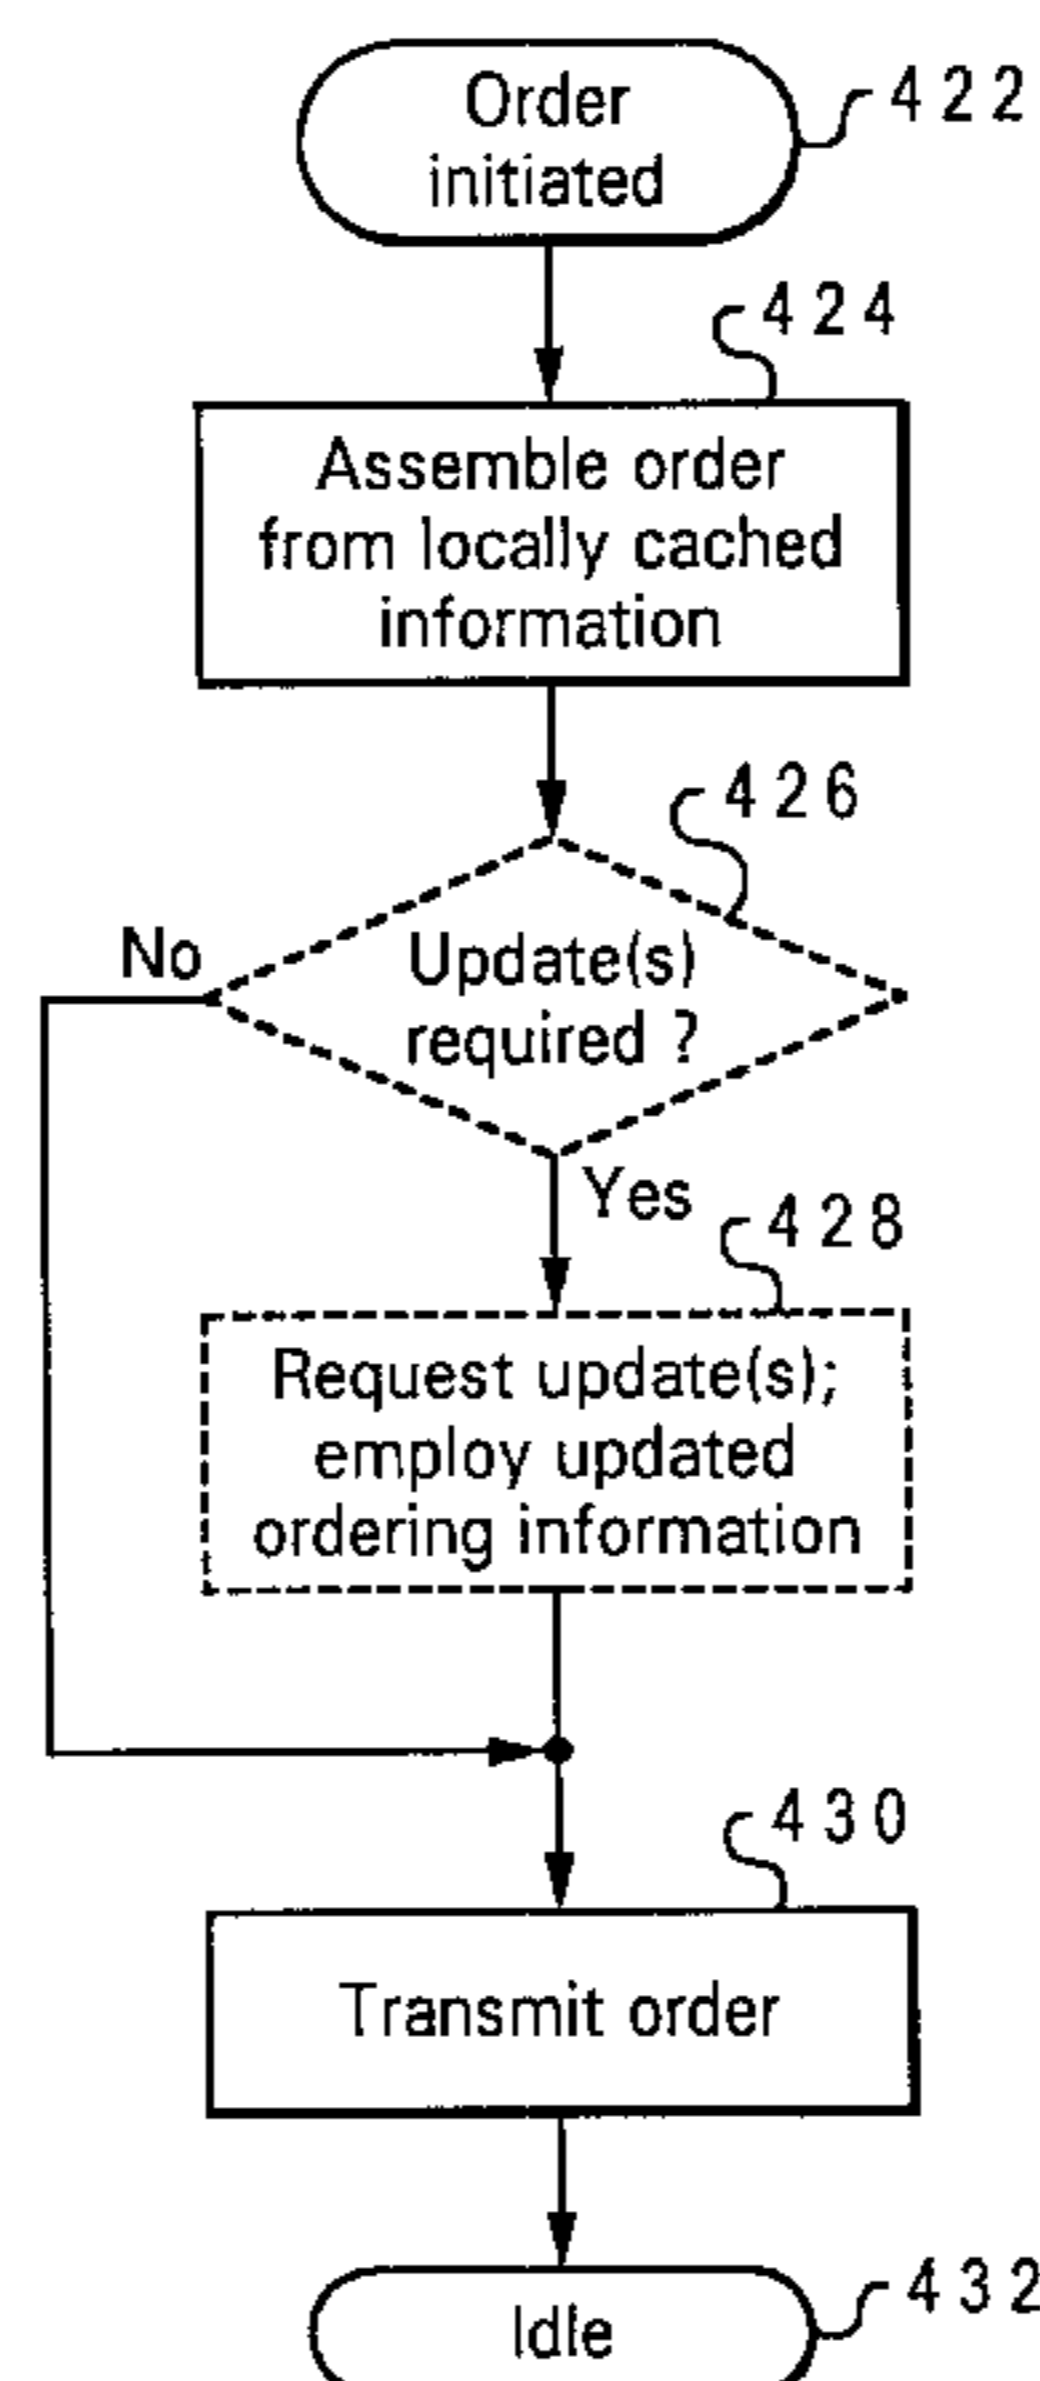 Order
initiated
422
424
Assemble order
from locally cached
information
426
No
Update(s)
required ?
Yes
428
Request update(s);
employ updated
ordering information
430
Transmit order
Idle
432